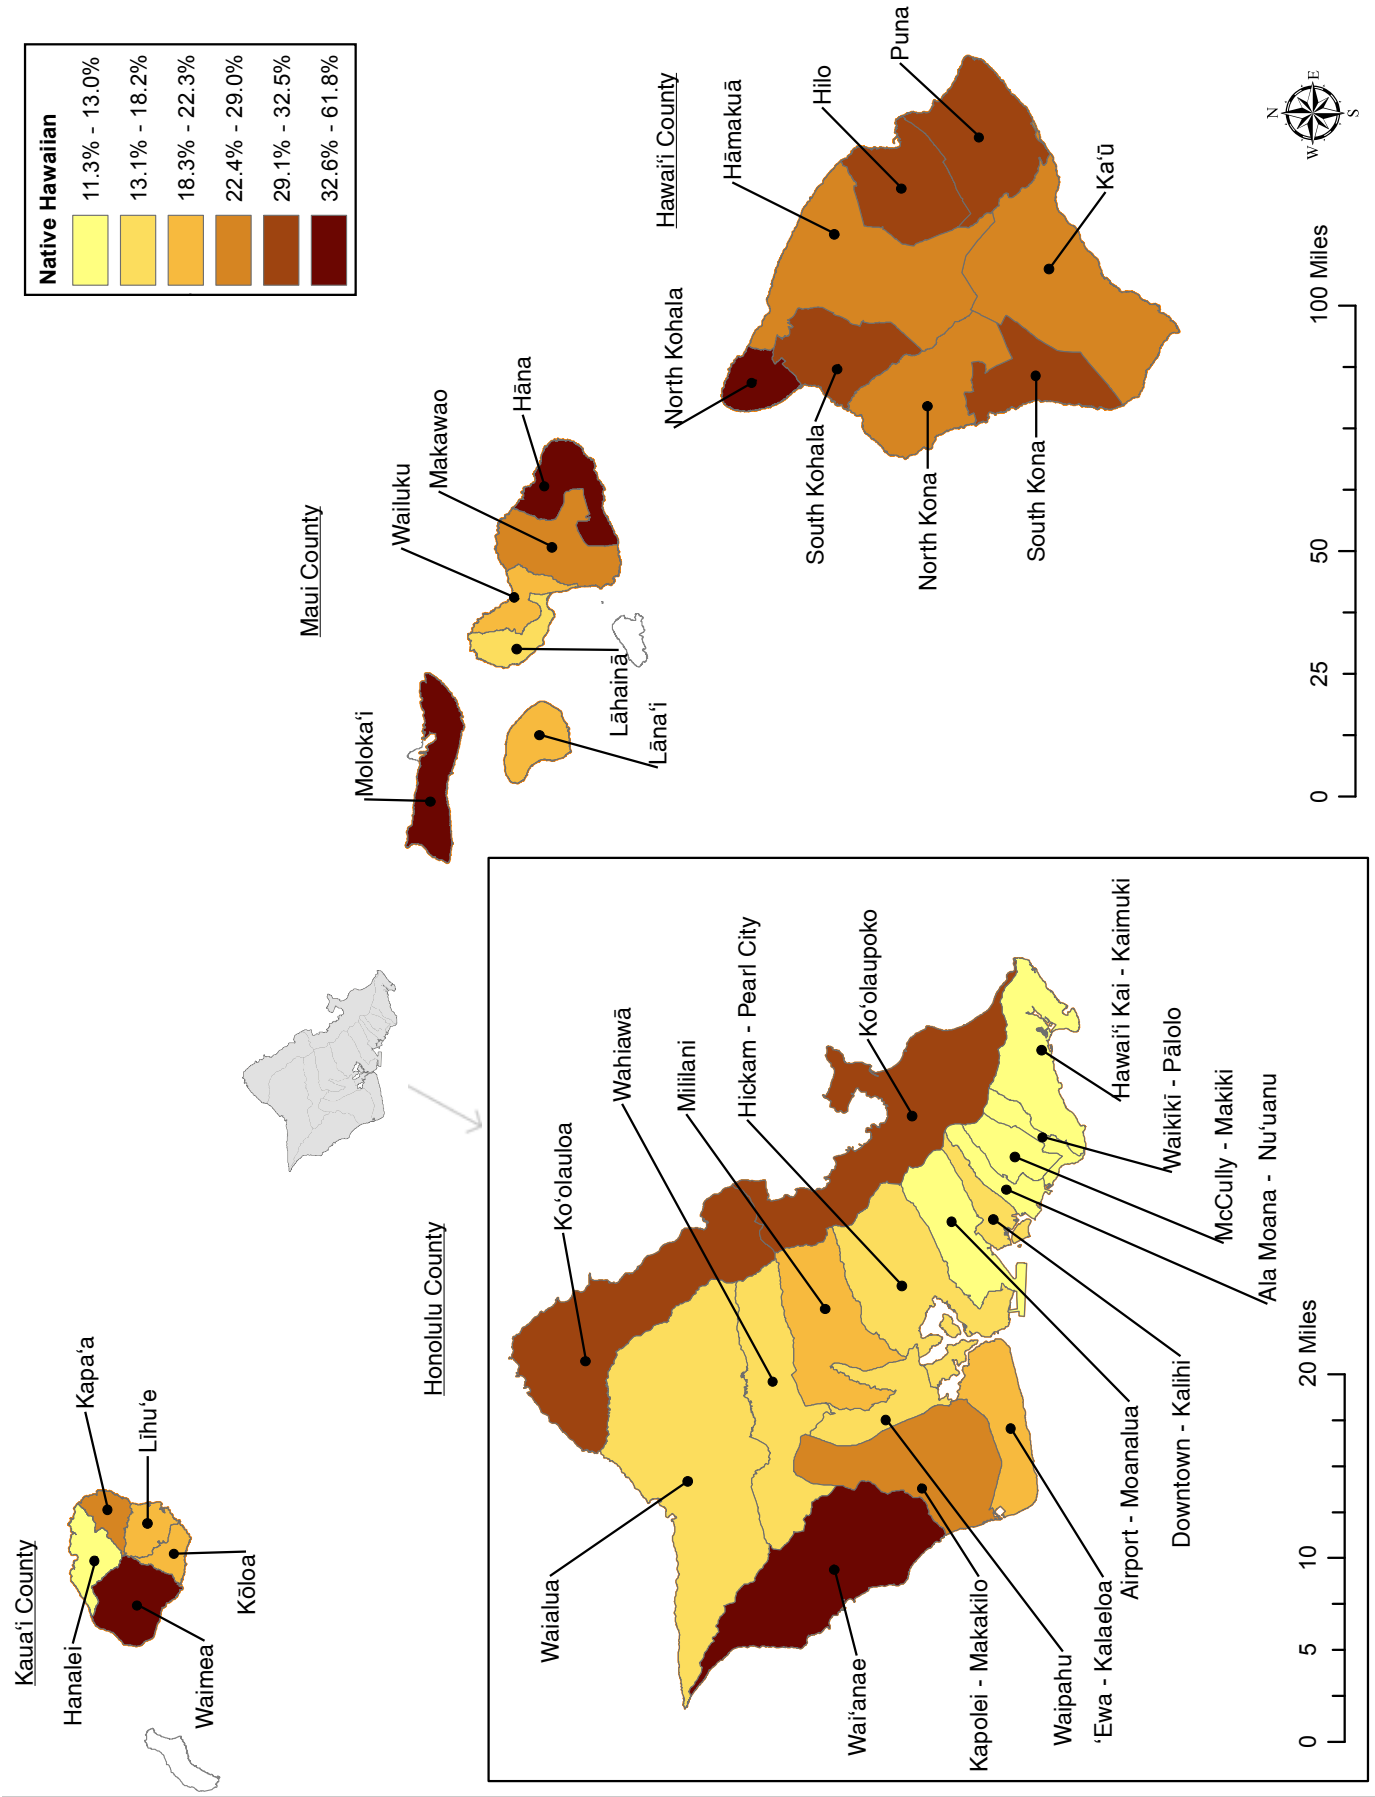 Kauaʻi County
Hanalei
Kapaʻa
Līhuʻe
Waimea
Kōloa
Native Hawaiian
11.3% - 13.0%
13.1% - 18.2%
18.3% - 22.3%
22.4% - 29.0%
29.1% - 32.5%
32.6% - 61.8%
Maui County
Molokaʻi
Wailuku
Makawao
Hāna
Lāhainā
Lānaʻi
Honolulu County
Koʻolauloa
Wahiawā
Mililani
Hickam - Pearl City
Koʻolaupoko
Waialua
Hawaiʻi Kai - Kaimuki
Waikiki - Pālolo
McCully - Makiki
Ala Moana - Nuʻuanu
Downtown - Kalihi
Airport - Moanalua
ʻEwa - Kalaeloa
Waipahu
Kapolei - Makakilo
Waiʻanae
0 5 10 20 Miles
Hawaiʻi County
North Kohala
Hāmakuā
Hilo
Puna
South Kohala
North Kona
South Kona
Kaʻū
0 25 50 100 Miles
N
W E
S